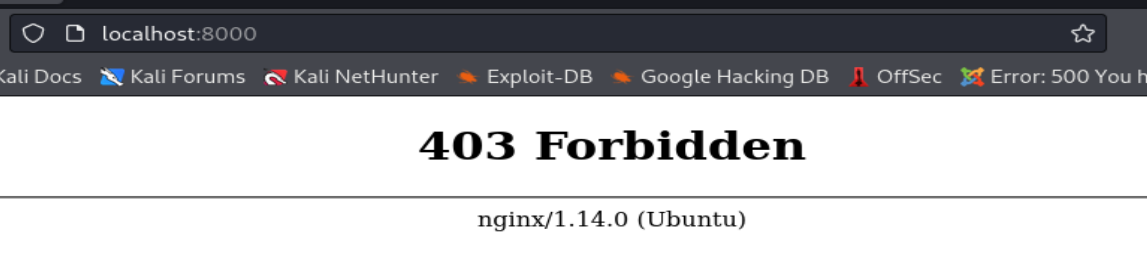 localhost:8000
Kali Docs Kali Forums Kali NetHunter Exploit-DB Google Hacking DB OffSec Error: 500 You h
403 Forbidden
nginx/1.14.0 (Ubuntu)